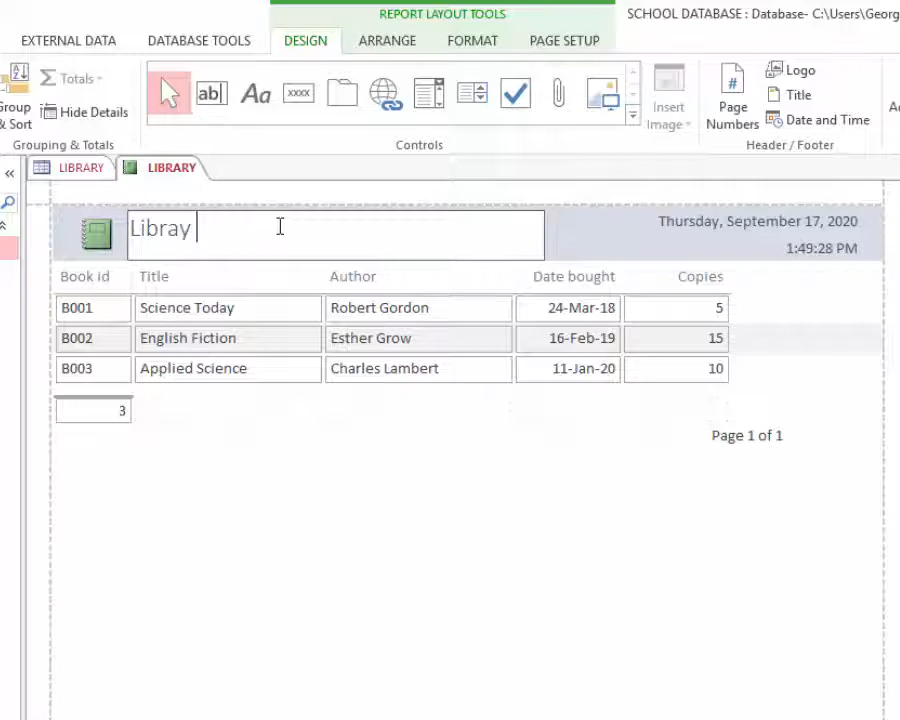 REPORT LAYOUT TOOLS
SCHOOL DATABASE : Database- C:\Users\Georg
EXTERNAL DATA DATABASE TOOLS DESIGN ARRANGE FORMAT PAGE SETUP
Group & Sort
Totals
Hide Details
Grouping & Totals
ab|
Aa
xxxx
Controls
Insert Image
#
Page Numbers
Logo
Title
Date and Time
Header / Footer
LIBRARY LIBRARY
Libray
Thursday, September 17, 2020
1:49:28 PM
Book id Title Author Date bought Copies
B001 Science Today Robert Gordon 24-Mar-18 5
B002 English Fiction Esther Grow 16-Feb-19 15
B003 Applied Science Charles Lambert 11-Jan-20 10
3
Page 1 of 1